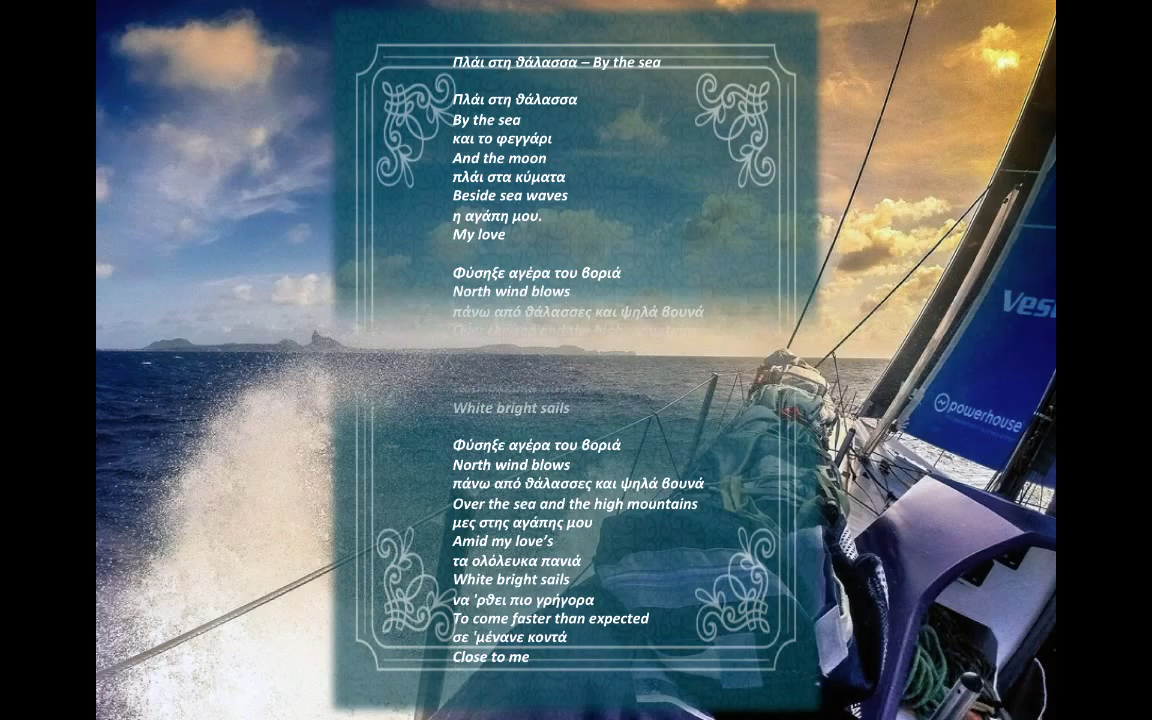 Πλάι στη θάλασσα – By the sea
Πλάι στη θάλασσα
By the sea
και το φεγγάρι
And the moon
πλάι στα κύματα
Beside sea waves
η αγάπη μου.
My love
Φύσηξε αγέρα του βοριά
North wind blows
πάνω από θάλασσες και ψηλά βουνά
White bright sails
Φύσηξε αγέρα του βοριά
North wind blows
πάνω από θάλασσες και ψηλά βουνά
Over the sea and the high mountains
μες στης αγάπης μου
Amid my love’s
τα ολόλευκα πανιά
White bright sails
να 'ρθει πιο γρήγορα
To come faster than expected
σε 'μένανε κοντά
Close to me
powerhouse